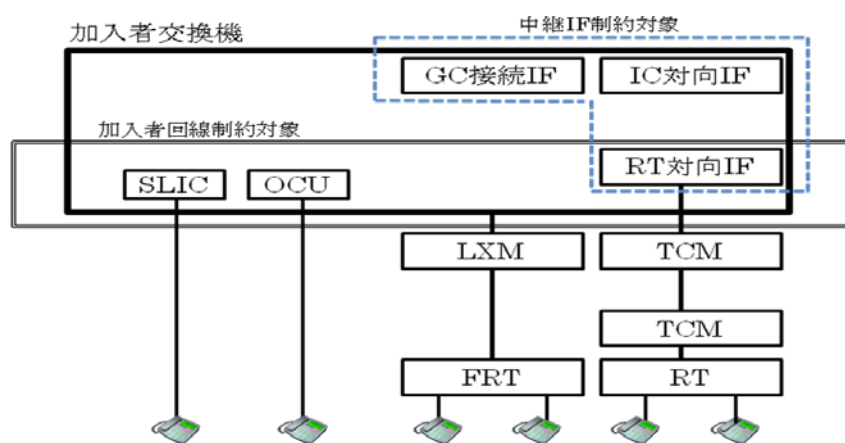 中継IF制約対象
加入者交換機
GC接続IF
IC対向IF
加入者回線制約対象
RT対向IF
SLIC
OCU
LXM
TCM
TCM
FRT
RT